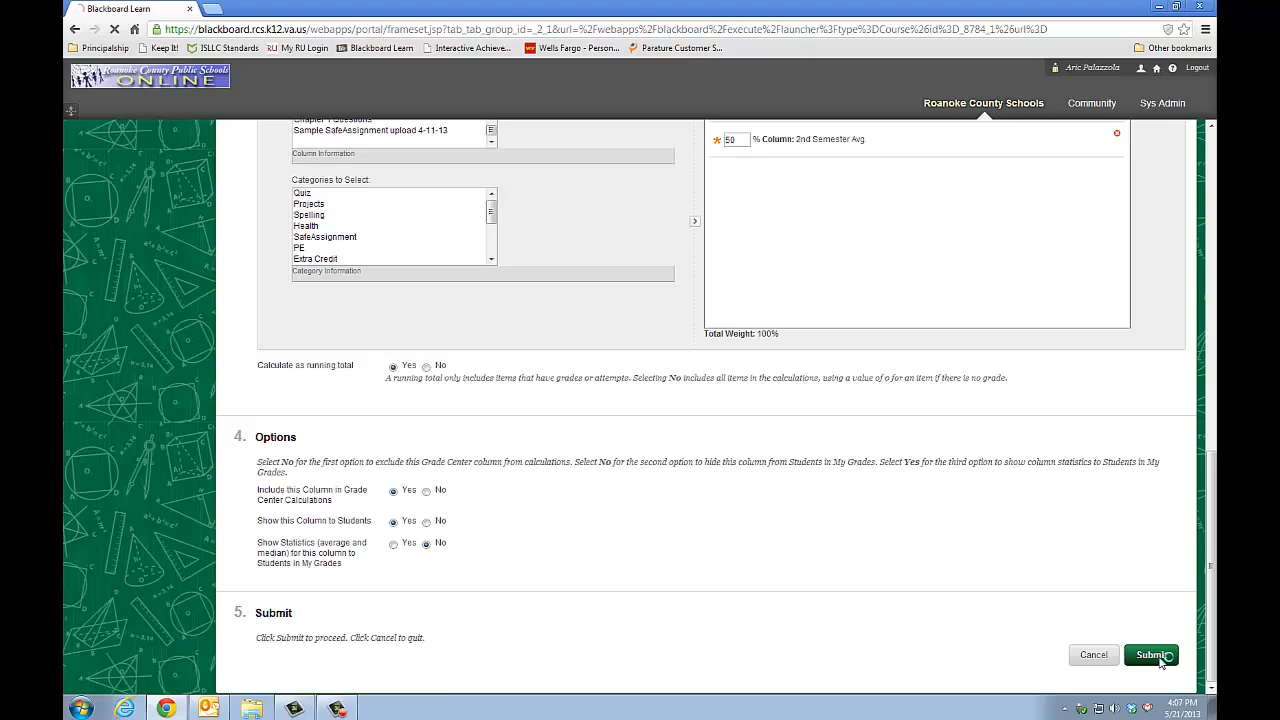 Blackboard Learn
https://blackboard.rcs.k12.va.us/webapps/portal/frameset.jsp?tab_tab_group_id=_2_1&url=%2Fwebapps%2Fblackboard%2Fexecute%2Flauncher%3Ftype%3DCourse%26id%3D_8784_1%26url%3D
Principalship Keep It! ISLLC Standards My RU Login Blackboard Learn Interactive Achieve... Wells Fargo - Person... Parature Customer S... Other bookmarks
Roanoke County Public Schools
ONLINE
Aric Palazzola Logout
Roanoke County Schools Community Sys Admin
Chapter 1 Questions
Sample SafeAssignment upload 4-11-13
Column Information
50 % Column: 2nd Semester Avg.
Categories to Select:
Quiz
Projects
Spelling
Health
SafeAssignment
PE
Extra Credit
Category Information
Total Weight: 100%
Calculate as running total Yes No
A running total only includes items that have grades or attempts. Selecting No includes all items in the calculations, using a value of 0 for an item if there is no grade.
4. Options
Select No for the first option to exclude this Grade Center column from calculations. Select No for the second option to hide this column from Students in My Grades. Select Yes for the third option to show column statistics to Students in My
Grades.
Include this Column in Grade
Center Calculations Yes No
Show this Column to Students Yes No
Show Statistics (average and
median) for this column to
Students in My Grades Yes No
5. Submit
Click Submit to proceed. Click Cancel to quit.
Cancel Submit
4:07 PM
5/21/2013